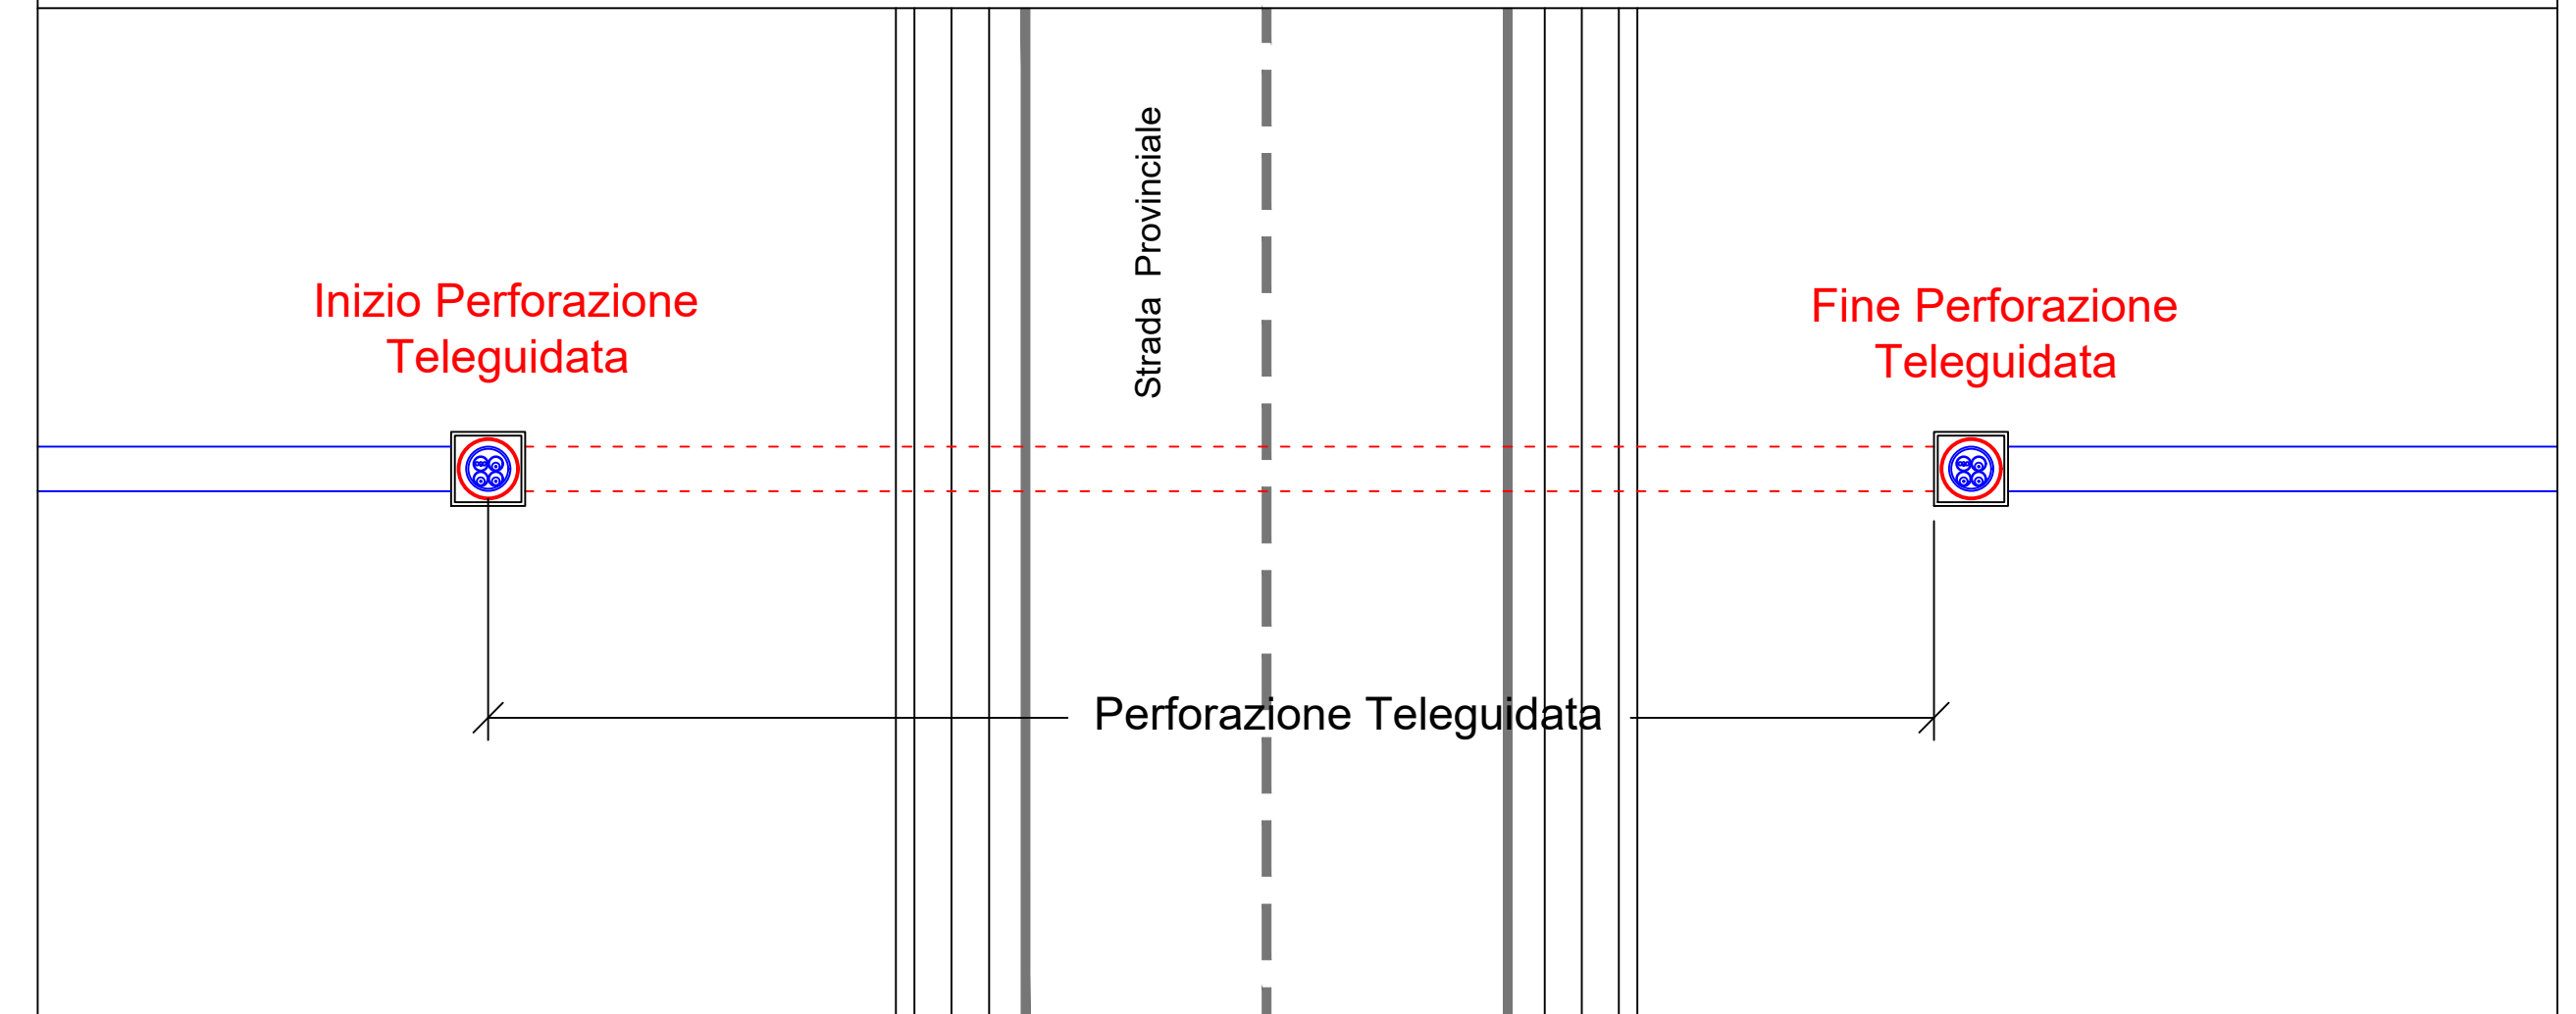 Strada Provinciale
Inizio Perforazione
Teleguidata
Fine Perforazione
Teleguidata
Perforazione Teleguidata